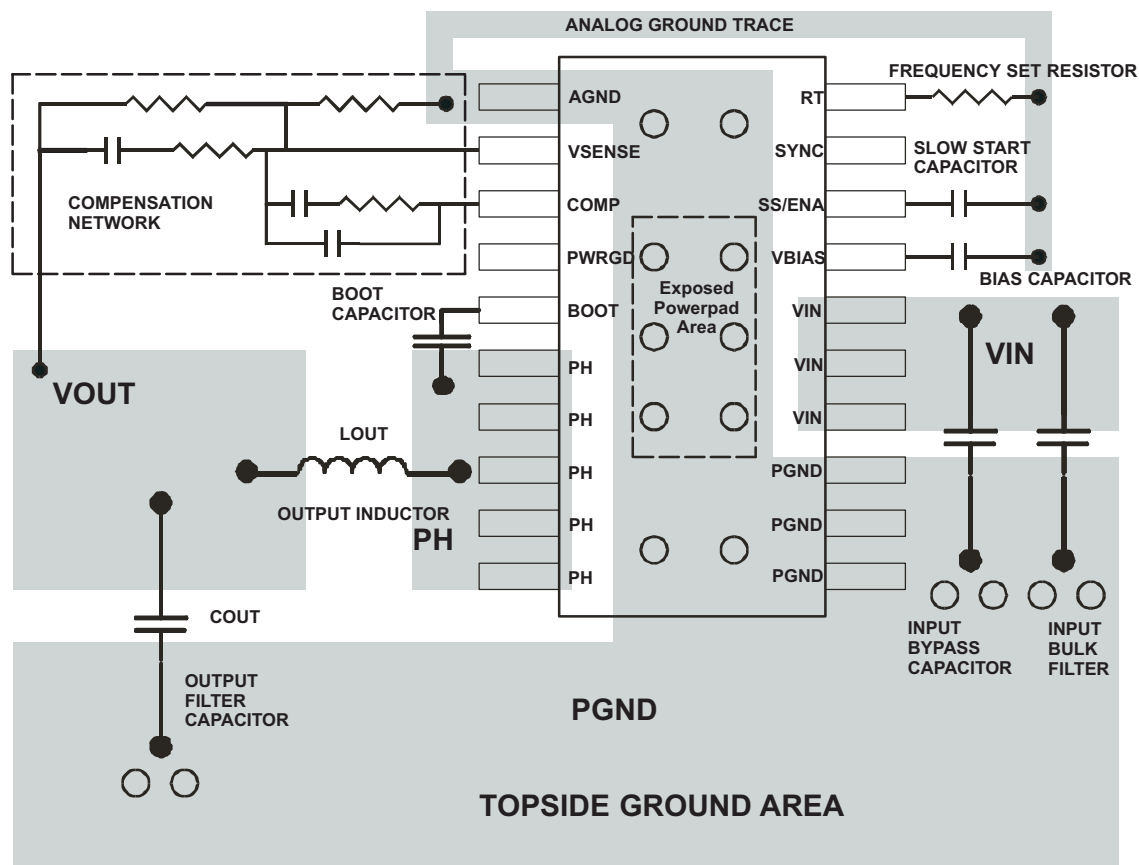 ANALOG GROUND TRACE
FREQUENCY SET RESISTOR
AGND
RT
VSENSE
SYNC
SLOW START
CAPACITOR
COMPENSATION
NETWORK
COMP
SS/ENA
PWRGD
VBIAS
BIAS CAPACITOR
Exposed
Powerpad
Area
BOOT
CAPACITOR
BOOT
VIN
VIN
PH
VIN
VOUT
PH
VIN
LOUT
PH
PGND
OUTPUT INDUCTOR
PH
PH
PGND
PH
PGND
COUT
INPUT
BYPASS
CAPACITOR
INPUT
BULK
FILTER
OUTPUT
FILTER
CAPACITOR
PGND
TOPSIDE GROUND AREA